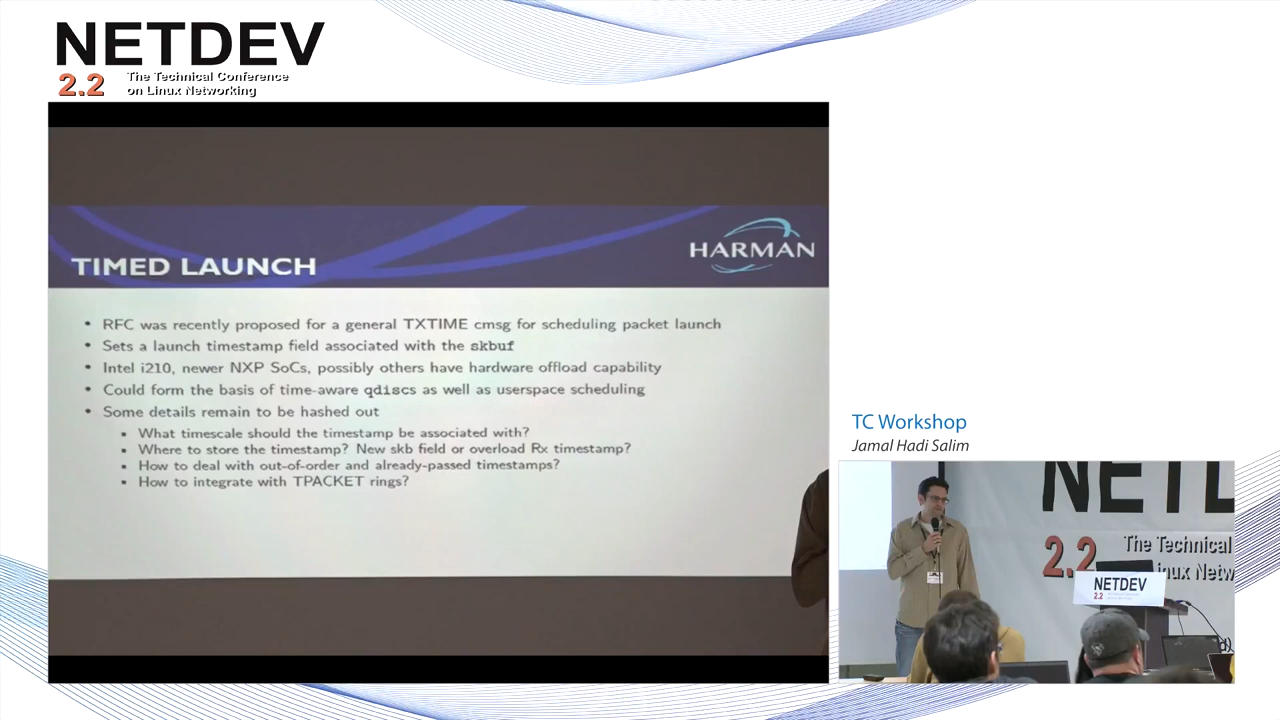 NETDEV
2.2 The Technical Conference
on Linux Networking
HARMAN
TIMED LAUNCH
• RFC was recently proposed for a general TXTIME cmsg for scheduling packet launch
• Sets a launch timestamp field associated with the skbuf
• Intel i210, newer NXP SoCs, possibly others have hardware offload capability
• Could form the basis of time-aware qdiscs as well as userspace scheduling
• Some details remain to be hashed out
▪ What timescale should the timestamp be associated with?
▪ Where to store the timestamp? New skb field or overload Rx timestamp?
▪ How to deal with out-of-order and already-passed timestamps?
▪ How to integrate with TPACKET rings?
TC Workshop
Jamal Hadi Salim
NETD
2.2 The Technical
inux Netw
NETDEV
2.2